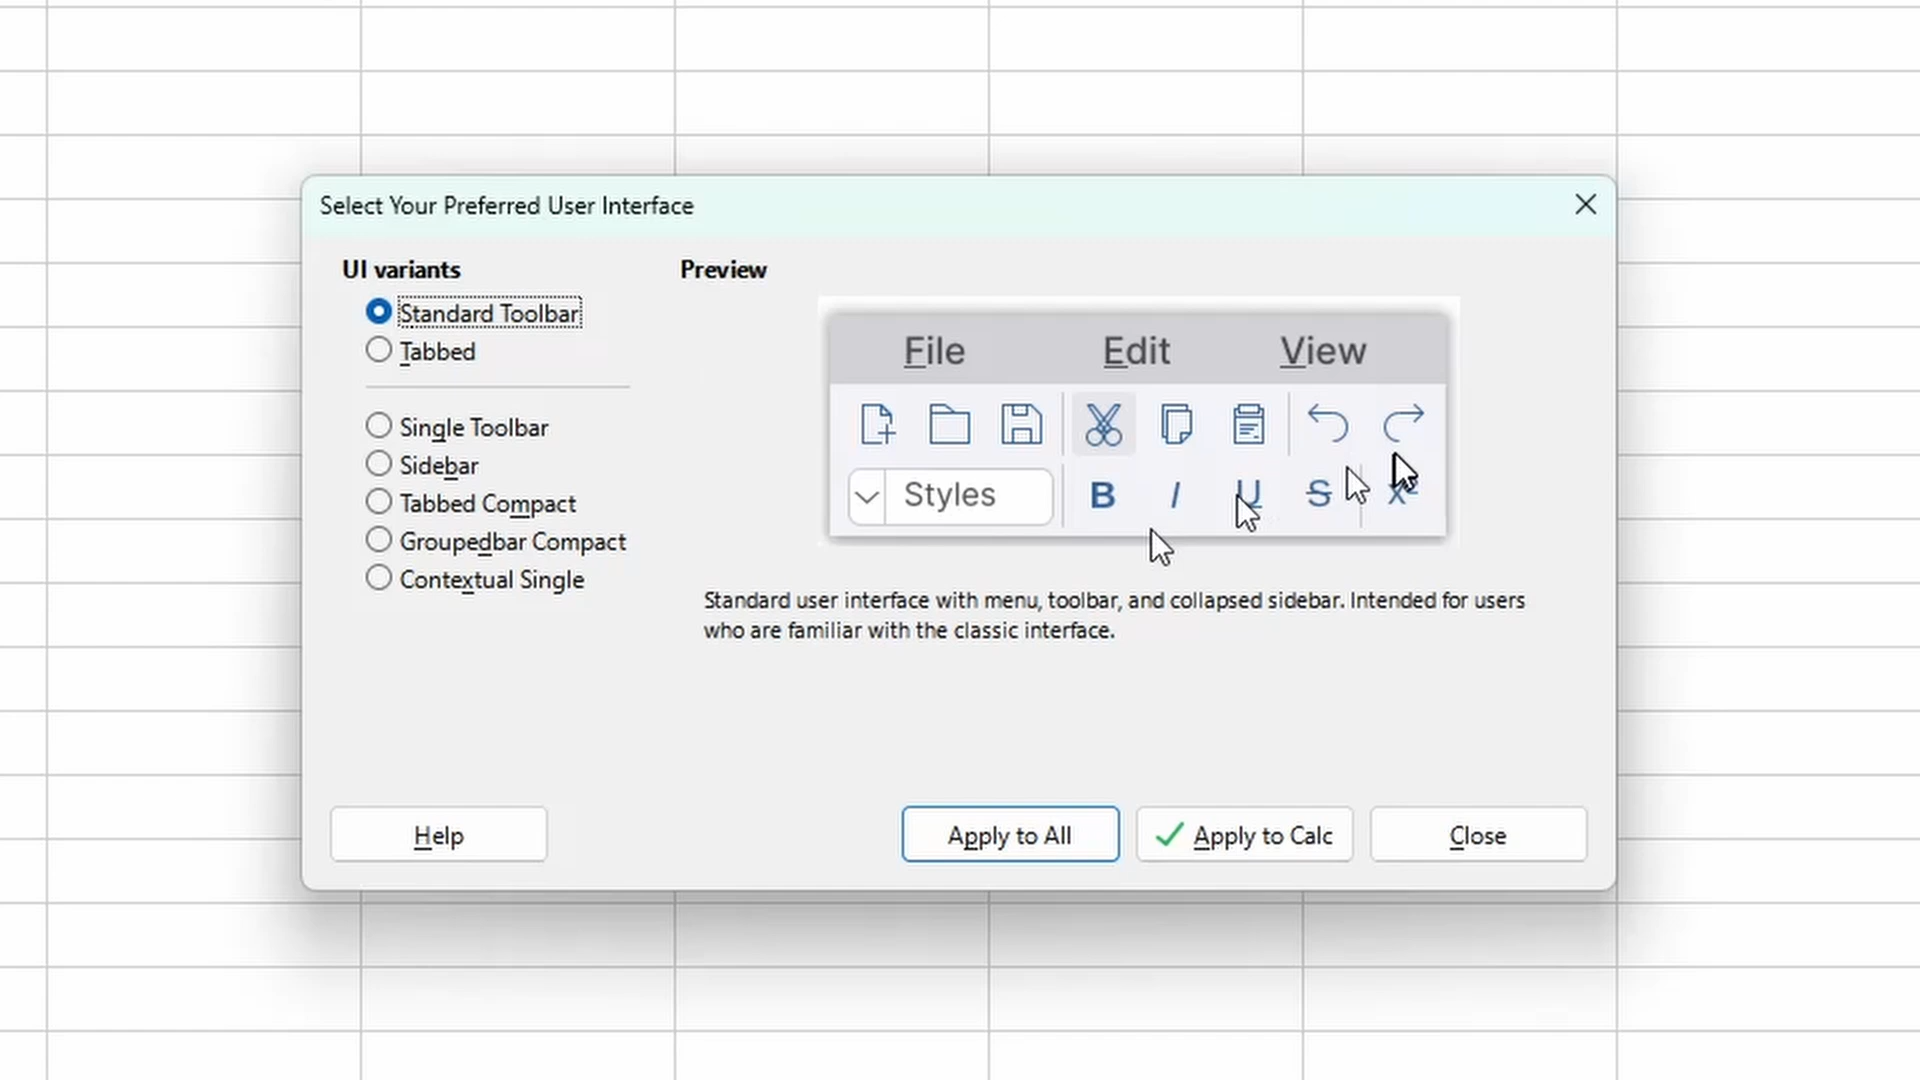 Select Your Preferred User Interface
UI variants
Standard Toolbar
Tabbed
Single Toolbar
Sidebar
Tabbed Compact
Groupedbar Compact
Contextual Single
Preview
File Edit View
Styles B I U S x²
Standard user interface with menu, toolbar, and collapsed sidebar. Intended for users
who are familiar with the classic interface.
Help Apply to All Apply to Calc Close